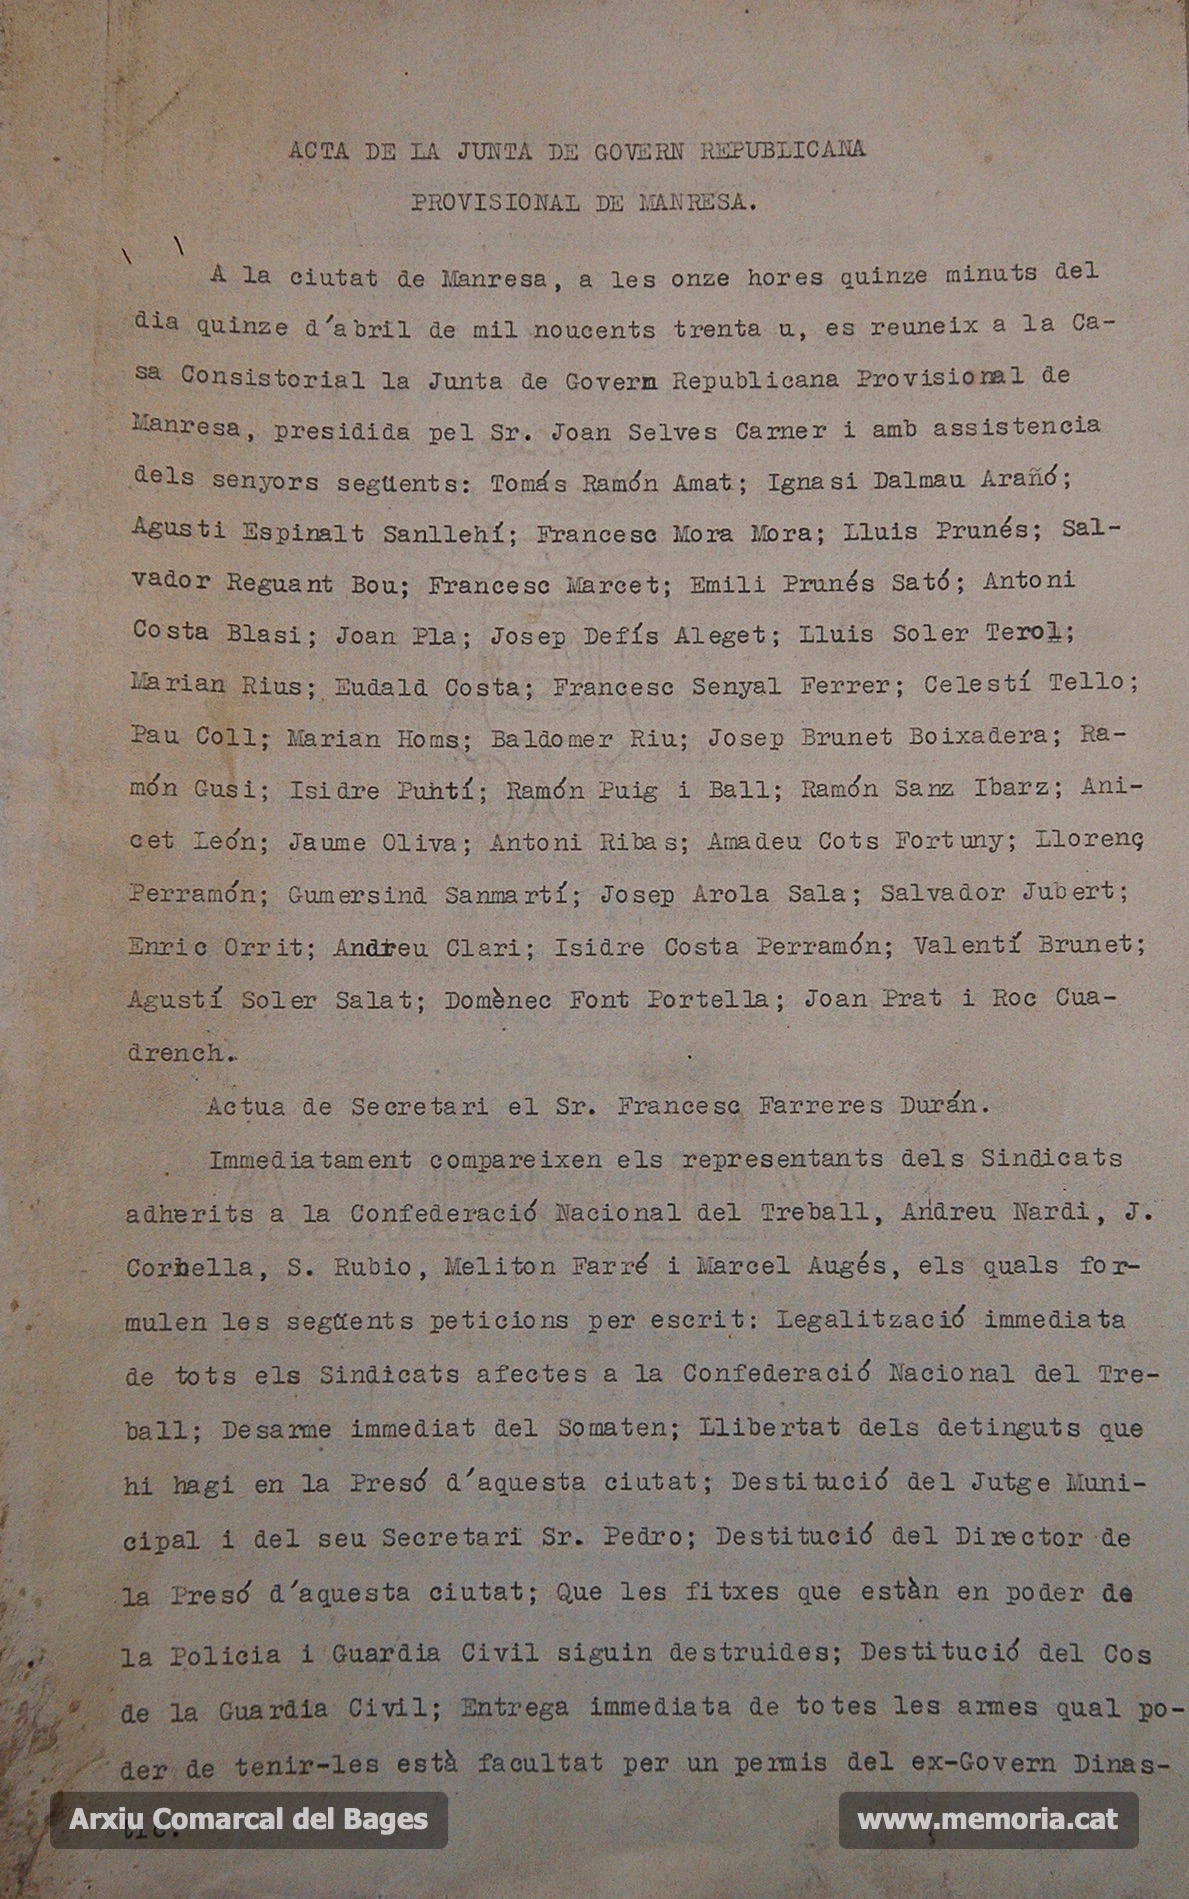 ACTA DE LA JUNTA DE GOVERN REPUBLICANA
PROVISIONAL DE MANRESA.
A la ciutat de Manresa, a les onze hores quinze minuts del
dia quinze d'abril de mil noucents trenta u, es reuneix a la Ca-
sa Consistorial la Junta de Govern Republicana Provisional de
Manresa, presidida pel Sr. Joan Selves Carner i amb assistencia
dels senyors següents: Tomás Ramón Amat; Ignasi Dalmau Arañó;
Agusti Espinalt Sanllehí; Francesc Mora Mora; Lluis Prunés; Sal-
vador Reguant Bou; Francesc Marcet; Emili Prunés Sató; Antoni
Costa Blasi; Joan Pla; Josep Defís Aleget; Lluis Soler Terol;
Marian Rius; Eudald Costa; Francesc Senyal Ferrer; Celestí Tello;
Pau Coll; Marian Homs; Baldomer Riu; Josep Brunet Boixadera; Ra-
món Gusi; Isidre Puntí; Ramón Puig i Ball; Ramón Sanz Ibarz; Ani-
cet León; Jaume Oliva; Antoni Ribas; Amadeu Cots Fortuny; Llorenç
Perramón; Gumersind Sanmartí; Josep Arola Sala; Salvador Jubert;
Enric Orrit; Andreu Clari; Isidre Costa Perramón; Valentí Brunet;
Agustí Soler Salat; Domènec Font Portella; Joan Prat i Roc Cua-
drench.
Actua de Secretari el Sr. Francesc Farreres Durán.
Immediatament compareixen els representants dels Sindicats
adherits a la Confederació Nacional del Treball, Andreu Nardi, J.
Corbella, S. Rubio, Meliton Farré i Marcel Augés, els quals for-
mulen les següents peticions per escrit: Legalització immediata
de tots els Sindicats afectes a la Confederació Nacional del Tre-
ball; Desarme immediat del Somaten; Llibertat dels detinguts que
hi hagi en la Presó d'aquesta ciutat; Destitució del Jutge Muni-
cipal i del seu Secretari Sr. Pedro; Destitució del Director de
la Presó d'aquesta ciutat; Que les fitxes que estàn en poder de
la Policia i Guardia Civil siguin destruides; Destitució del Cos
de la Guardia Civil; Entrega immediata de totes les armes qual po-
der de tenir-les està facultat per un permis del ex-Govern Dinas-
tic.
Arxiu Comarcal del Bages
www.memoria.cat